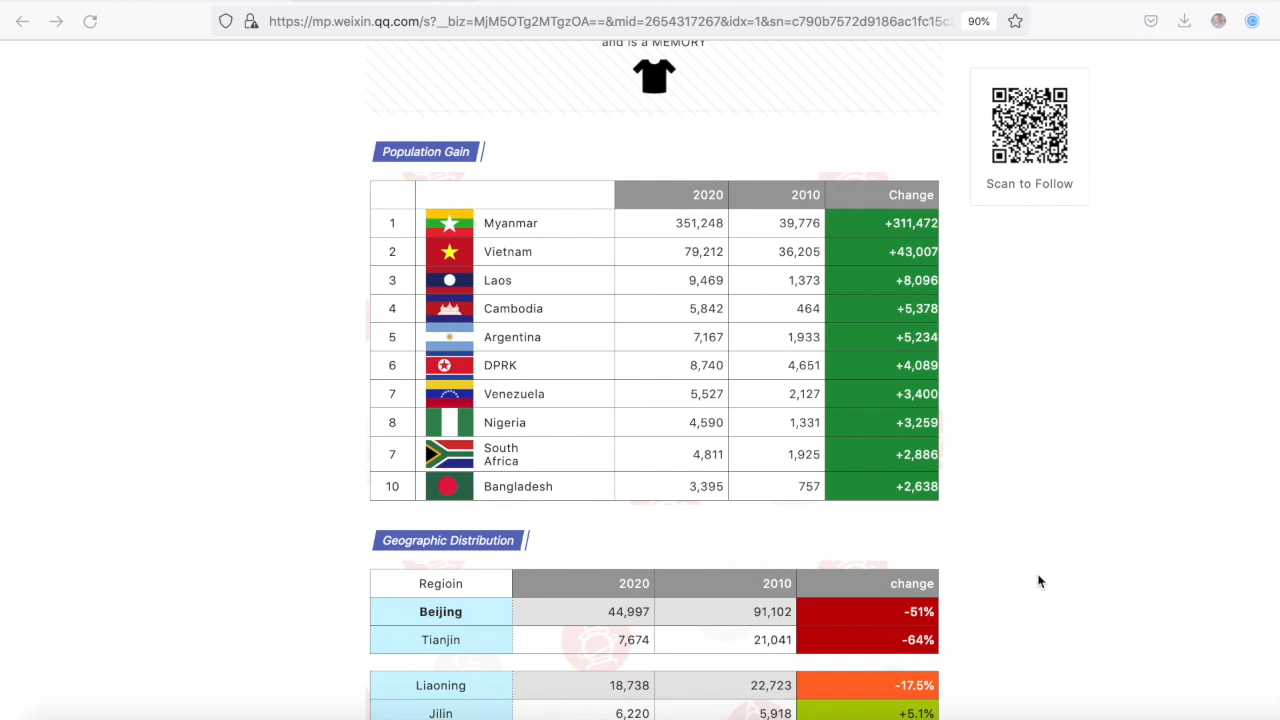 https://mp.weixin.qq.com/s?__biz=MjM5OTg2MTgzOA==&mid=2654317267&idx=1&sn=c790b7572d9186ac1fc15c
90%
and is a MEMORY
Scan to Follow
Population Gain
2020 2010 Change
1 Myanmar 351,248 39,776 +311,472
2 Vietnam 79,212 36,205 +43,007
3 Laos 9,469 1,373 +8,096
4 Cambodia 5,842 464 +5,378
5 Argentina 7,167 1,933 +5,234
6 DPRK 8,740 4,651 +4,089
7 Venezuela 5,527 2,127 +3,400
8 Nigeria 4,590 1,331 +3,259
7 South Africa 4,811 1,925 +2,886
10 Bangladesh 3,395 757 +2,638
Geographic Distribution
Regioin 2020 2010 change
Beijing 44,997 91,102 -51%
Tianjin 7,674 21,041 -64%
Liaoning 18,738 22,723 -17.5%
Jilin 6,220 5,918 +5.1%